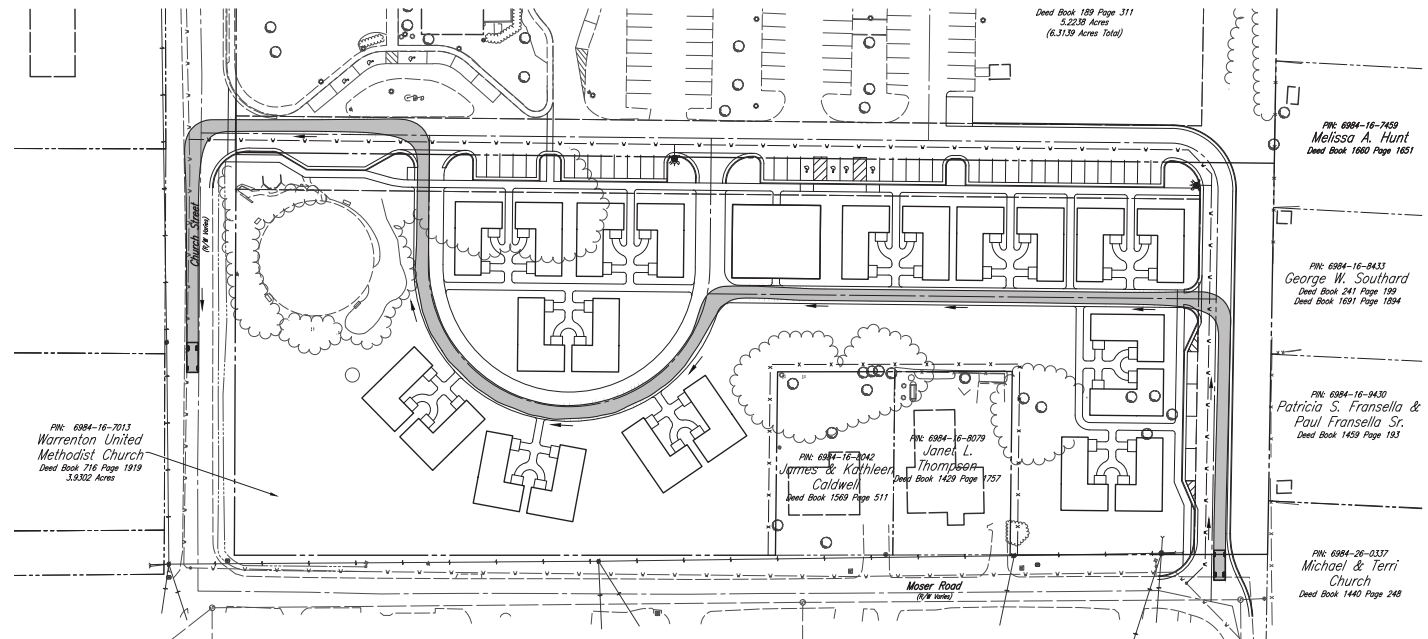 Deed Book 189 Page 311
5.2238 Acres
(6.3139 Acres Total)
PIN: 6984-16-7459
Melissa A. Hunt
Deed Book 1660 Page 1651
Church Street
(R/W Varies)
PIN: 6984-16-8433
George W. Southard
Deed Book 241 Page 199
Deed Book 1691 Page 1894
PIN: 6984-16-9430
Patricia S. Fransella &
Paul Fransella Sr.
Deed Book 1459 Page 193
PIN: 6984-16-7013
Warrenton United
Methodist Church
Deed Book 716 Page 1919
3.9302 Acres
PIN: 6984-16-8042
James & Kathleen
Caldwell
Deed Book 1569 Page 511
PIN: 6984-16-8079
Janet L.
Thompson
Deed Book 1429 Page 1757
PIN: 6984-26-0337
Michael & Terri
Church
Deed Book 1440 Page 248
Moser Road
(R/W Varies)